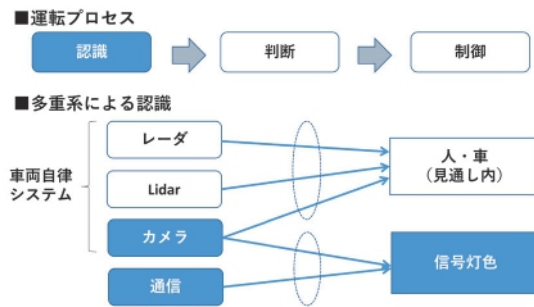 ■運転プロセス
認識
判断
制御
■多重系による認識
車両自律
システム
レーダ
Lidar
カメラ
通信
人・車
(見通し内)
信号灯色